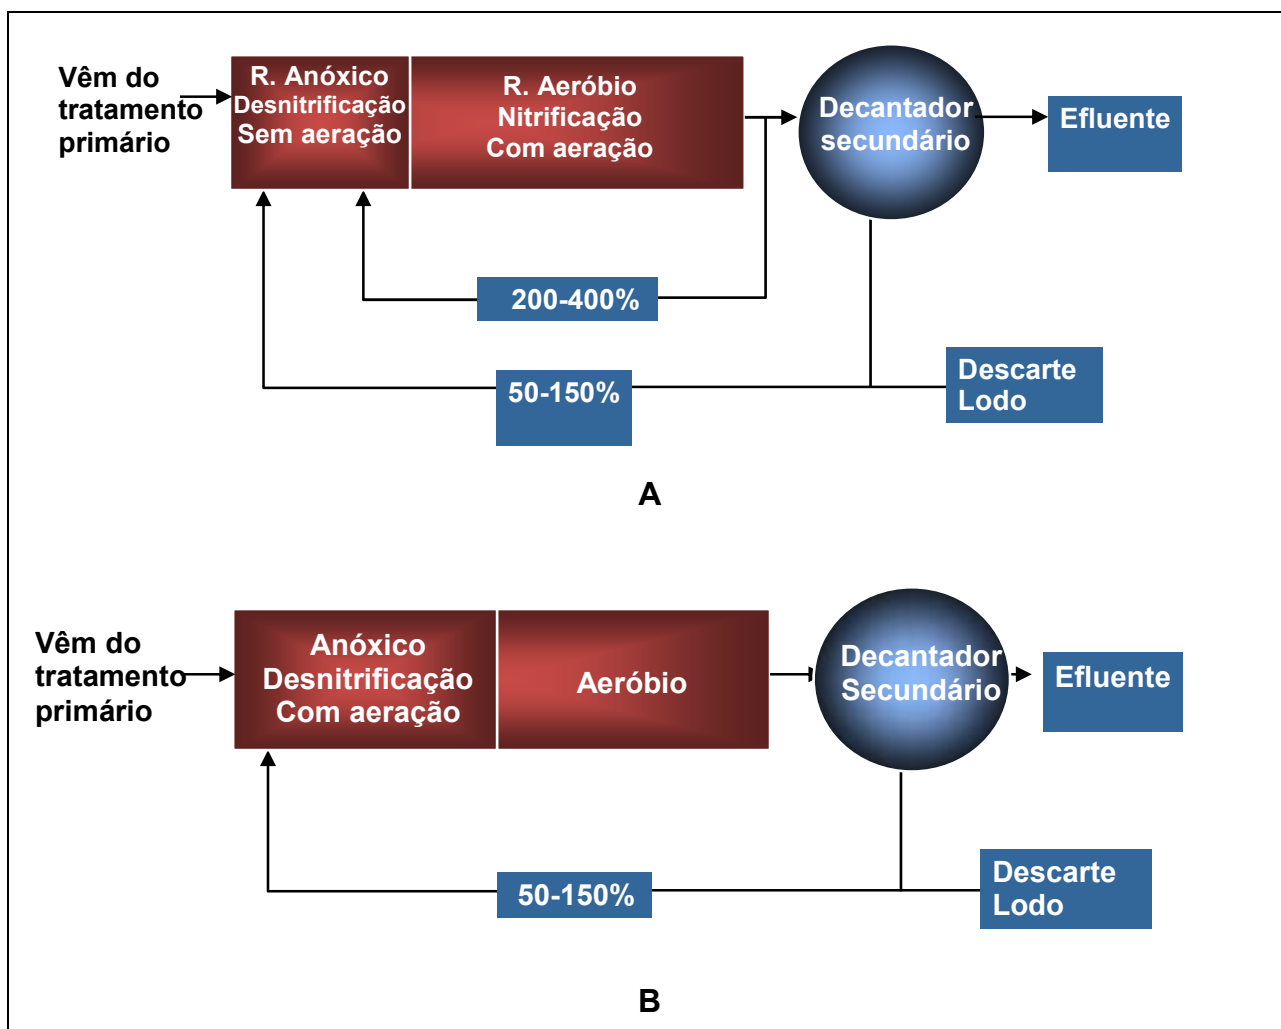 Vêm do
tratamento
primário
R. Anóxico
Desnitrificação
Sem aeração
R. Aeróbio
Nitrificação
Com aeração
Decantador
secundário
Efluente
200-400%
50-150%
Descarte
Lodo
A
Vêm do
tratamento
primário
Anóxico
Desnitrificação
Com aeração
Aeróbio
Decantador
Secundário
Efluente
50-150%
Descarte
Lodo
B